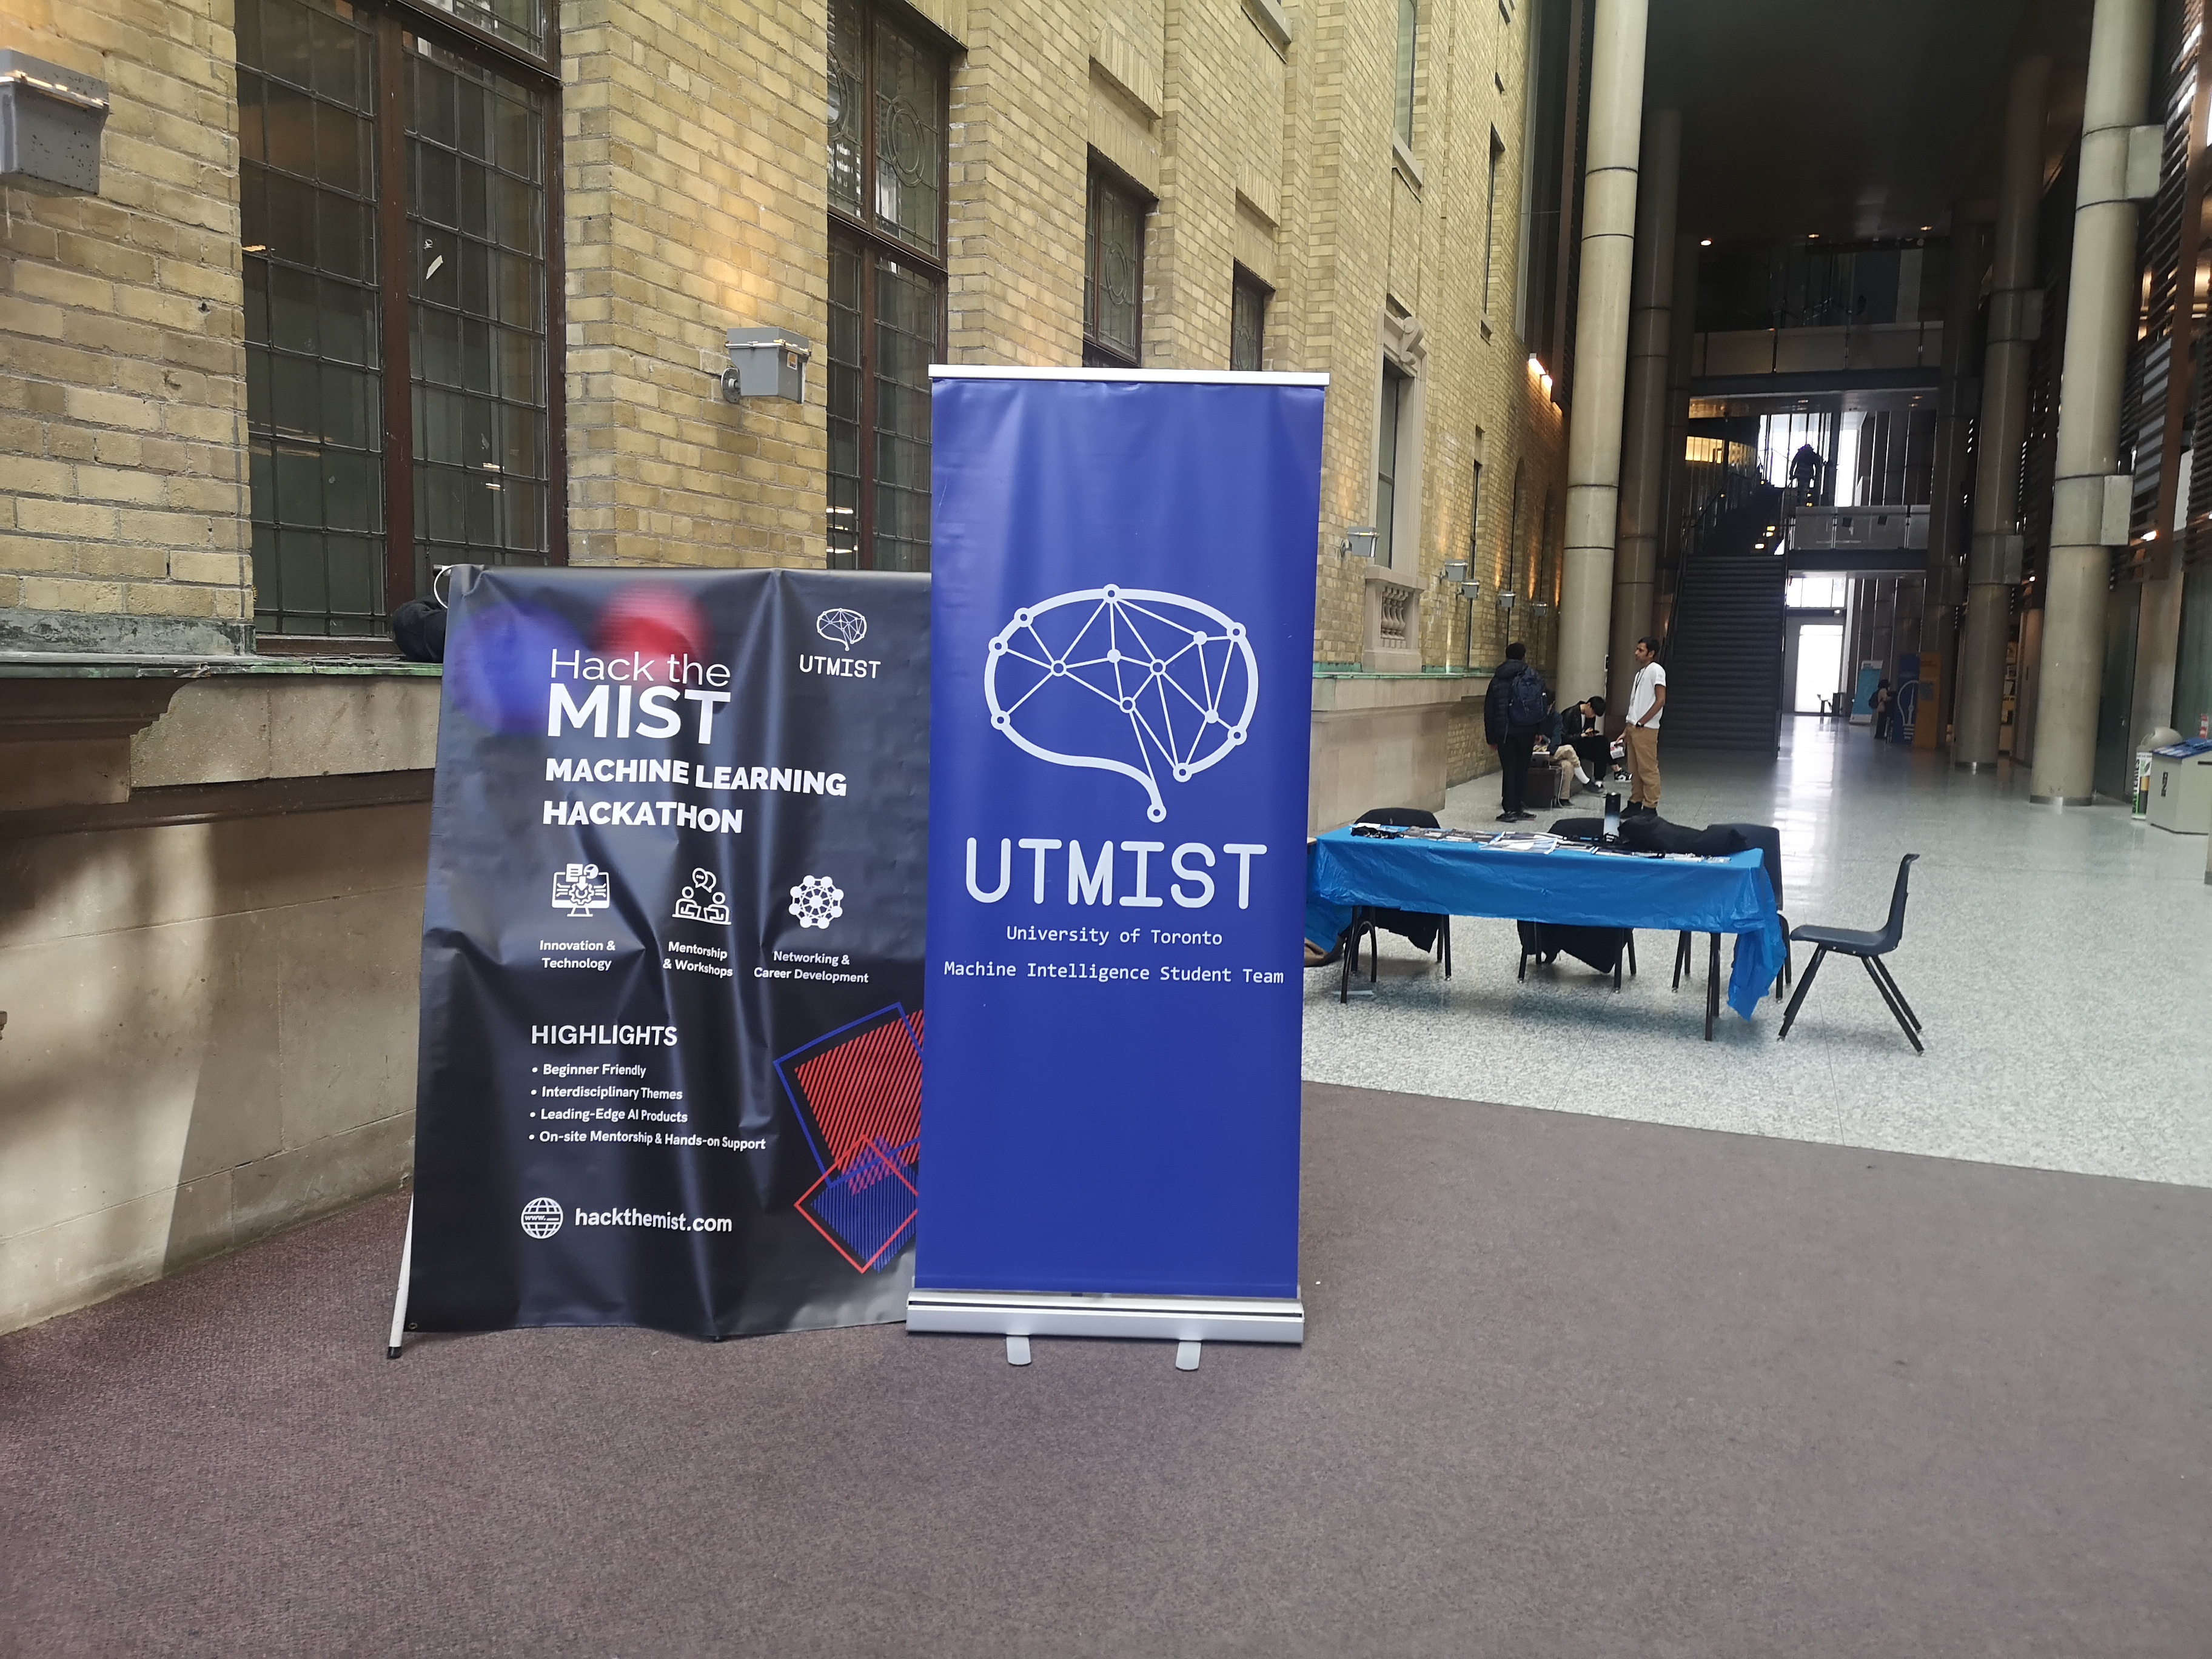 Hack the
MIST
MACHINE LEARNING
HACKATHON
UTMIST
Innovation &
Technology
Mentorship
& Workshops
Networking &
Career Development
HIGHLIGHTS
• Beginner Friendly
• Interdisciplinary Themes
• Leading-Edge AI Products
• On-site Mentorship & Hands-on Support
www.
hackthemist.com
UTMIST
University of Toronto
Machine Intelligence Student Team